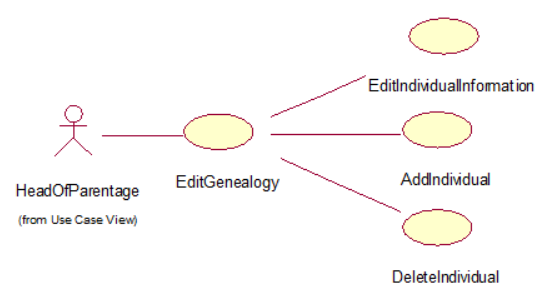 EditIndividualInformation
HeadOfParentage
(from Use Case View)
EditGenealogy
AddIndividual
DeleteIndividual